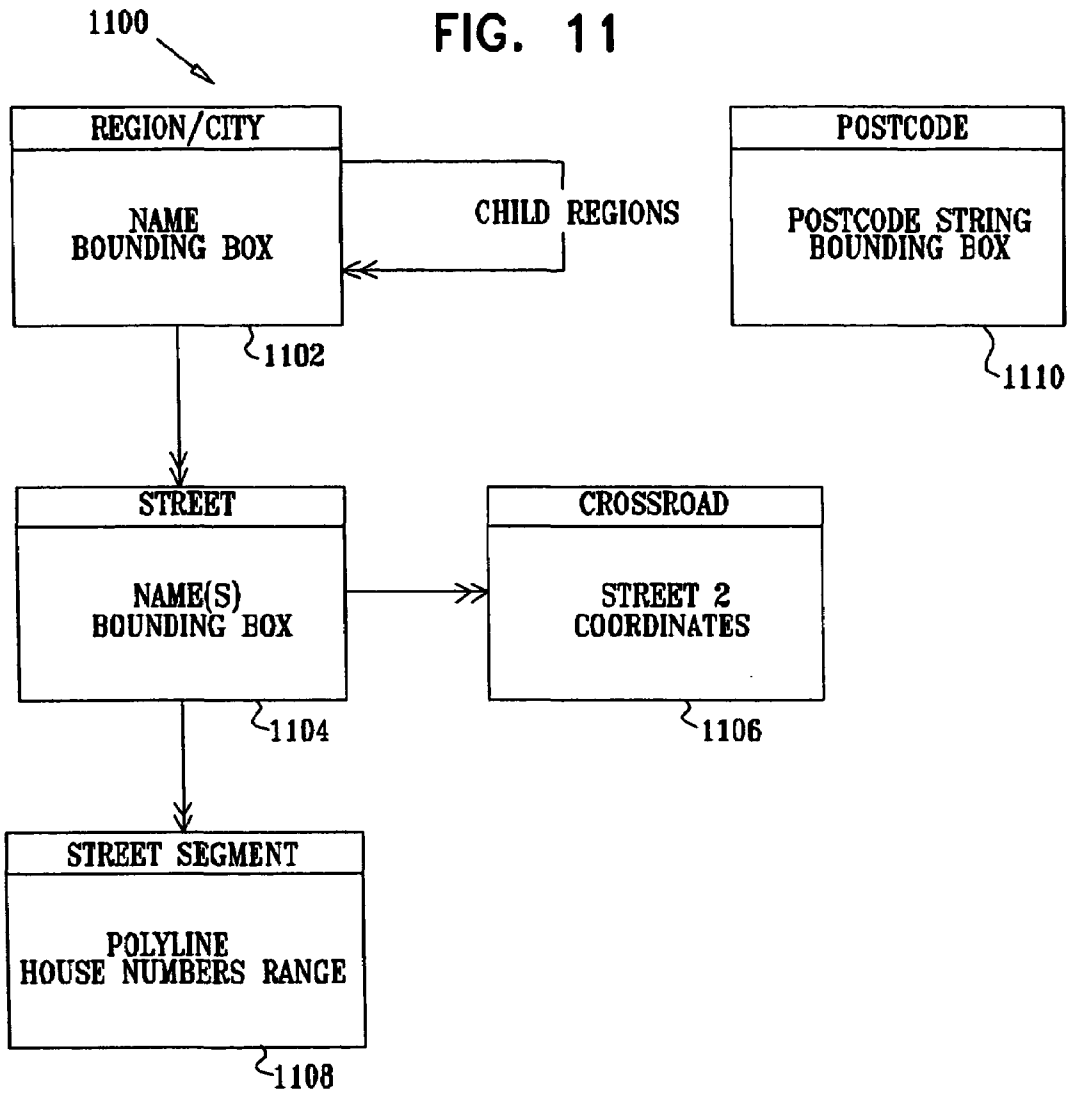 1100
FIG. 11
REGION/CITY
NAME
BOUNDING BOX
CHILD REGIONS
1102
POSTCODE
POSTCODE STRING
BOUNDING BOX
1110
STREET
NAME(S)
BOUNDING BOX
1104
CROSSROAD
STREET 2
COORDINATES
1106
STREET SEGMENT
POLYLINE
HOUSE NUMBERS RANGE
1108